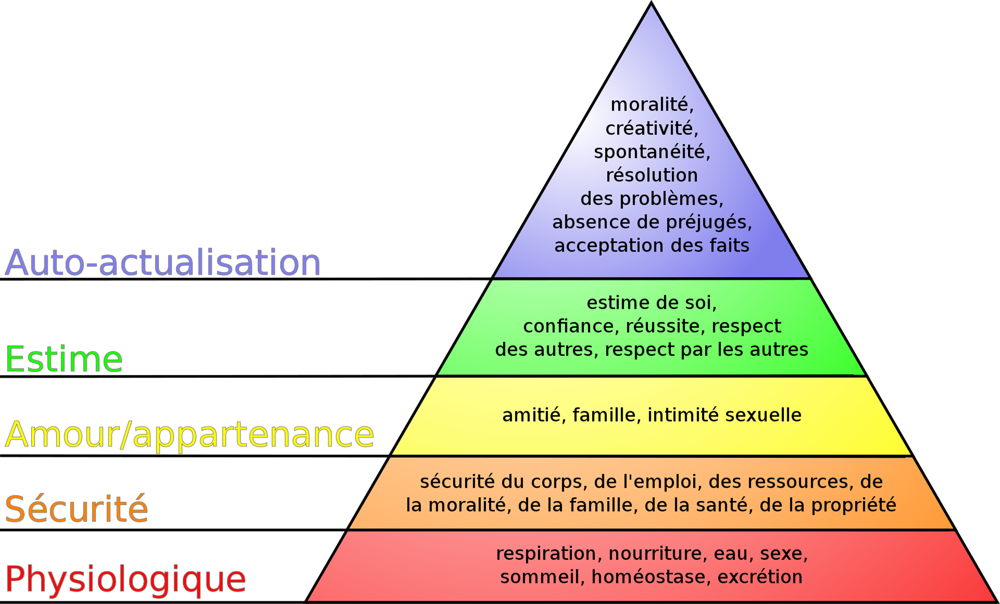 moralité,
créativité,
spontanéité,
résolution
des problèmes,
absence de préjugés,
acceptation des faits
Auto-actualisation
estime de soi,
confiance, réussite, respect
des autres, respect par les autres
Estime
amitié, famille, intimité sexuelle
Amour/appartenance
sécurité du corps, de l'emploi, des ressources, de
la moralité, de la famille, de la santé, de la propriété
Sécurité
respiration, nourriture, eau, sexe,
sommeil, homéostase, excrétion
Physiologique